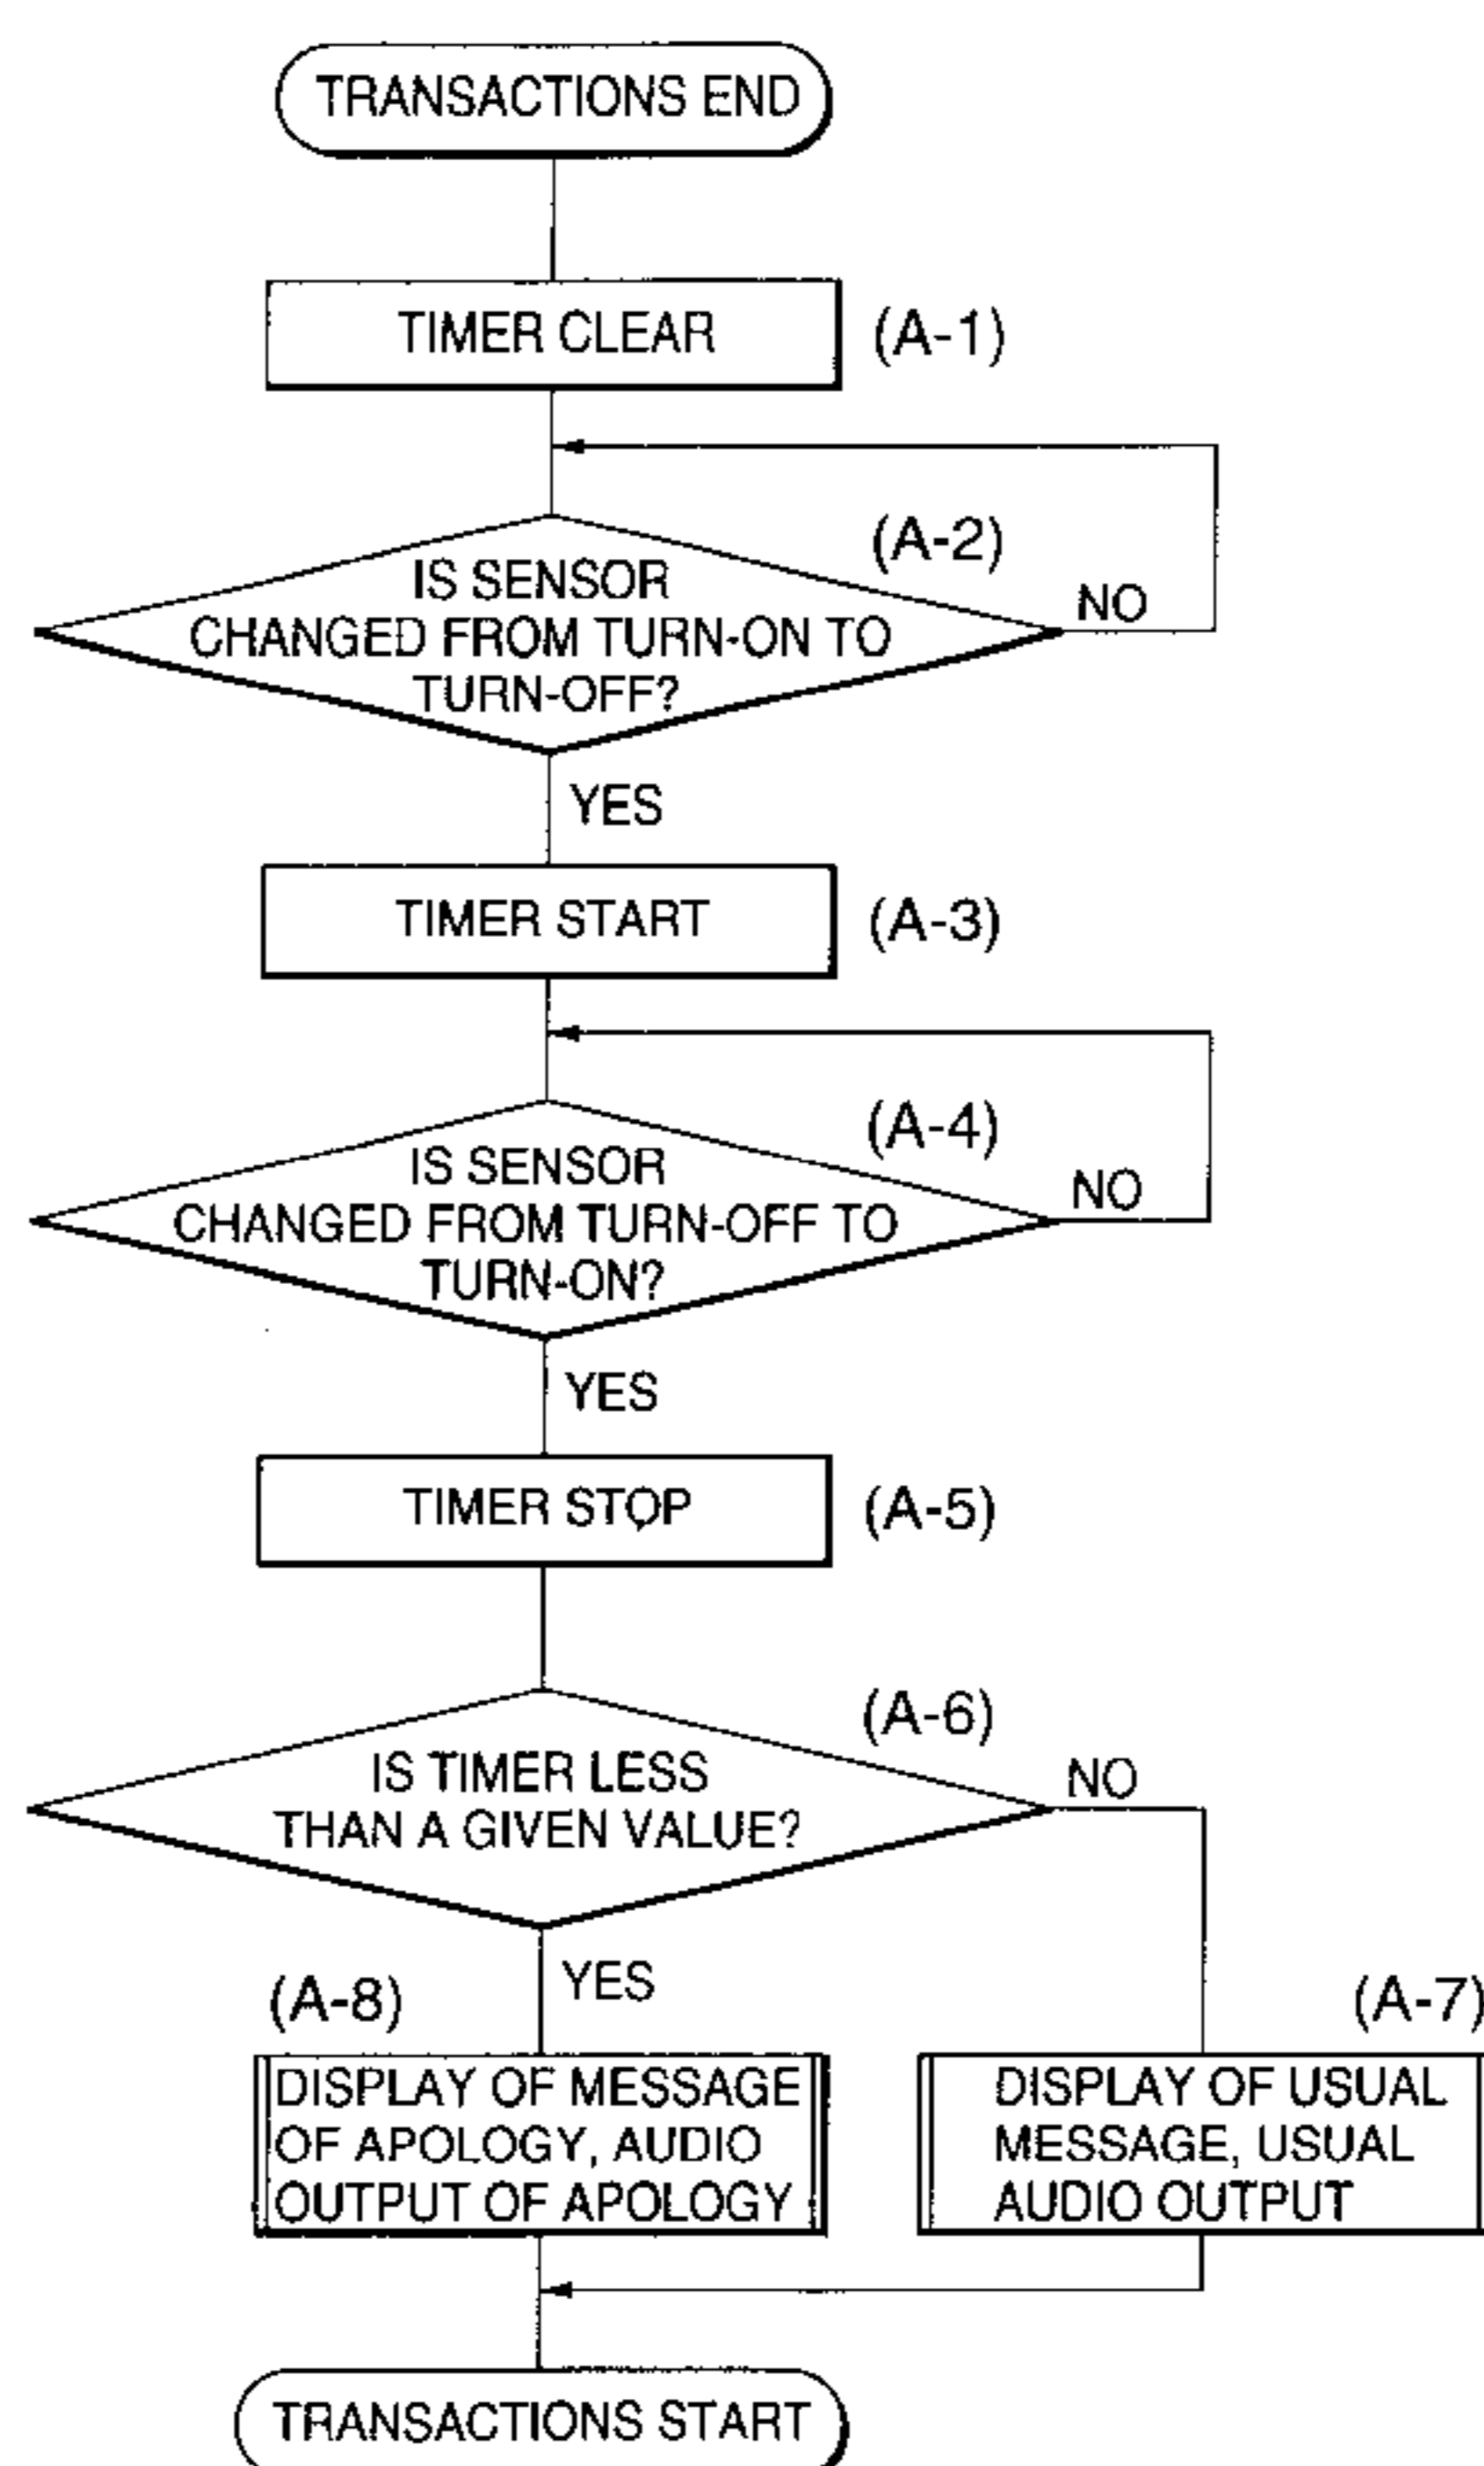 TRANSACTIONS END
TIMER CLEAR
(A-1)
(A-2)
IS SENSOR
CHANGED FROM TURN-ON TO
TURN-OFF?
NO
YES
TIMER START
(A-3)
(A-4)
IS SENSOR
CHANGED FROM TURN-OFF TO
TURN-ON?
NO
YES
TIMER STOP
(A-5)
(A-6)
IS TIMER LESS
THAN A GIVEN VALUE?
NO
YES
(A-8)
DISPLAY OF MESSAGE
OF APOLOGY, AUDIO
OUTPUT OF APOLOGY
(A-7)
DISPLAY OF USUAL
MESSAGE, USUAL
AUDIO OUTPUT
TRANSACTIONS START